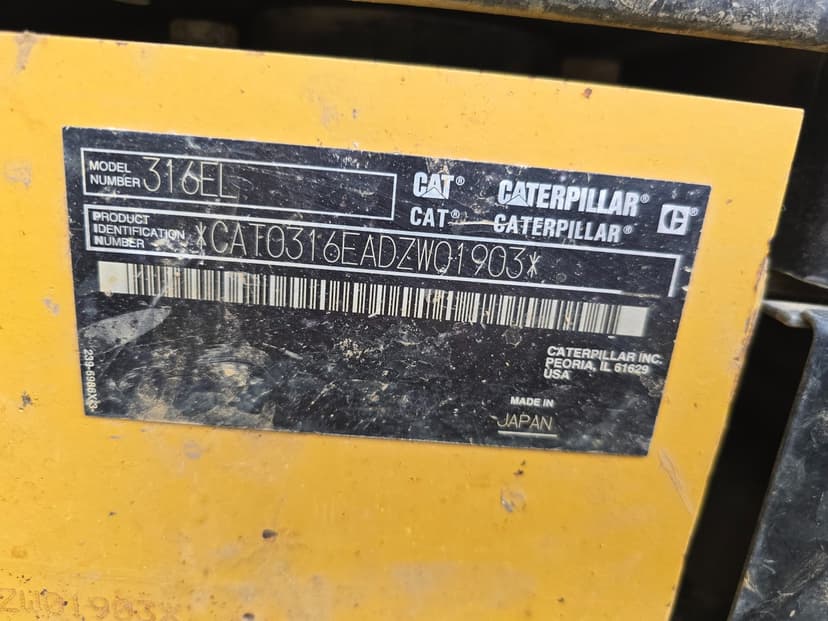 MODEL NUMBER 316EL
CAT® CATERPILLAR®
CAT® CATERPILLAR®
PRODUCT IDENTIFICATION NUMBER *CAT0316EADZW01903*
CATERPILLAR INC.
PEORIA, IL 61629
USA
MADE IN
JAPAN
ZW01903*